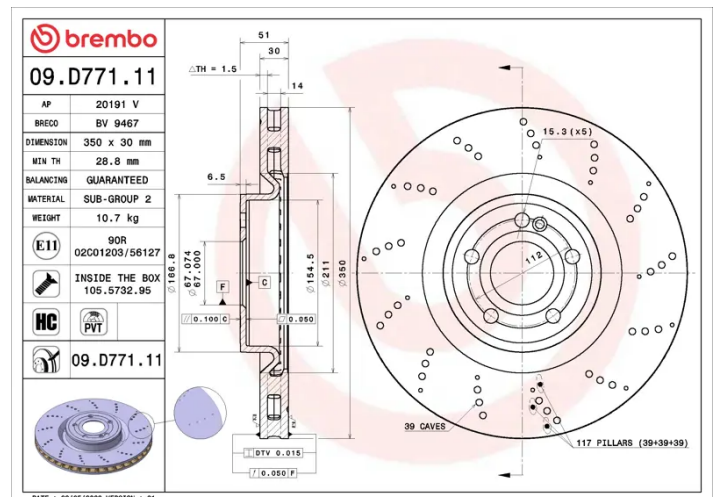 brembo
09.D771.11
AP 20191 V
BRECO BV 9467
DIMENSION 350 x 30 mm
MIN TH 28.8 mm
BALANCING GUARANTEED
MATERIAL SUB-GROUP 2
WEIGHT 10.7 kg
E11 90R
02C01203/56127
INSIDE THE BOX
105.5732.95
HC PVT
09.D771.11
51
30
△TH = 1.5
14
6.5
Ø186.8
67.074
Ø67.000
F
C
Ø154.5
Ø211
Ø350
// 0.100 C
0.050
DTV 0.015
0.050 F
15.3(x5)
112
39 CAVES
117 PILLARS (39+39+39)